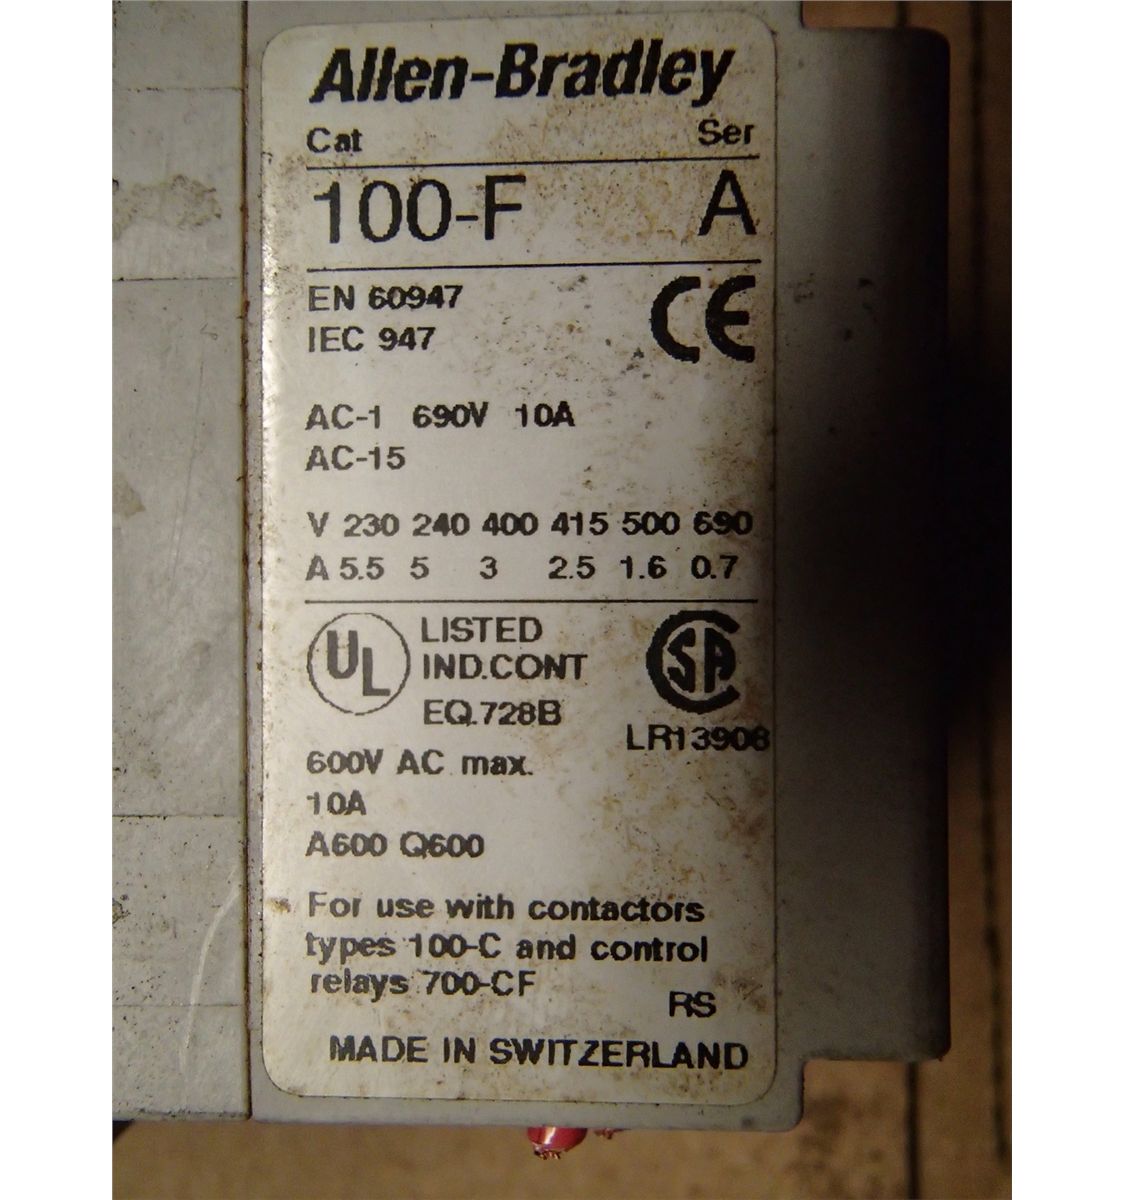 Allen-Bradley
Cat Ser
100-F A
EN 60947
IEC 947
CE
AC-1 690V 10A
AC-15
V 230 240 400 415 500 690
A 5.5 5 3 2.5 1.6 0.7
UL LISTED
IND.CONT
EQ.728B
SA
LR13908
600V AC max.
10A
A600 Q600
For use with contactors
types 100-C and control
relays 700-CF
RS
MADE IN SWITZERLAND